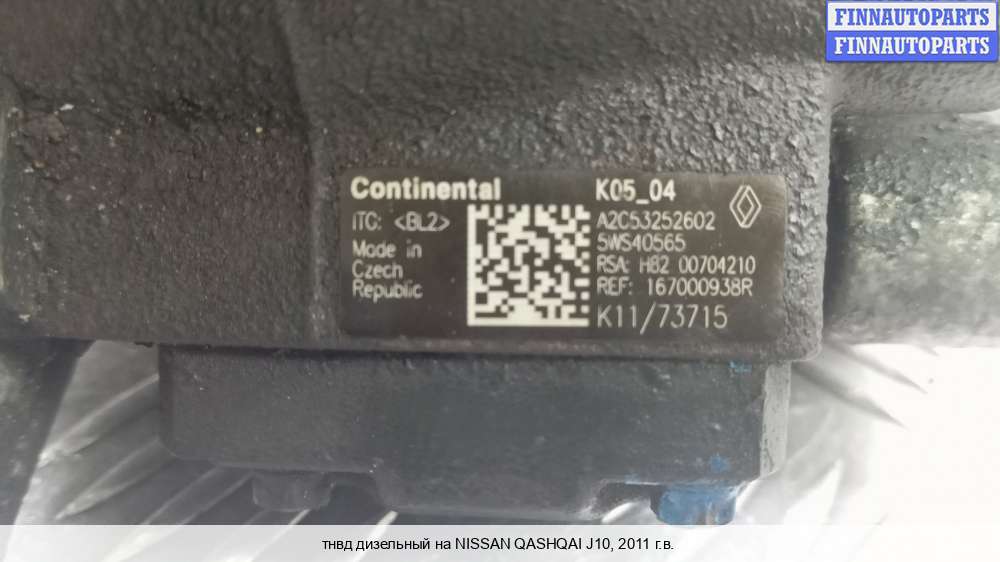 FINNAUTOPARTS
FINNAUTOPARTS
Continental
ITC: <BL2>
Made in
Czech
Republic
K05_04
A2C53252602
5WS40565
RSA: H82 00704210
REF: 167000938R
K11/73715
тнвд дизельный на NISSAN QASHQAI J10, 2011 г.в.